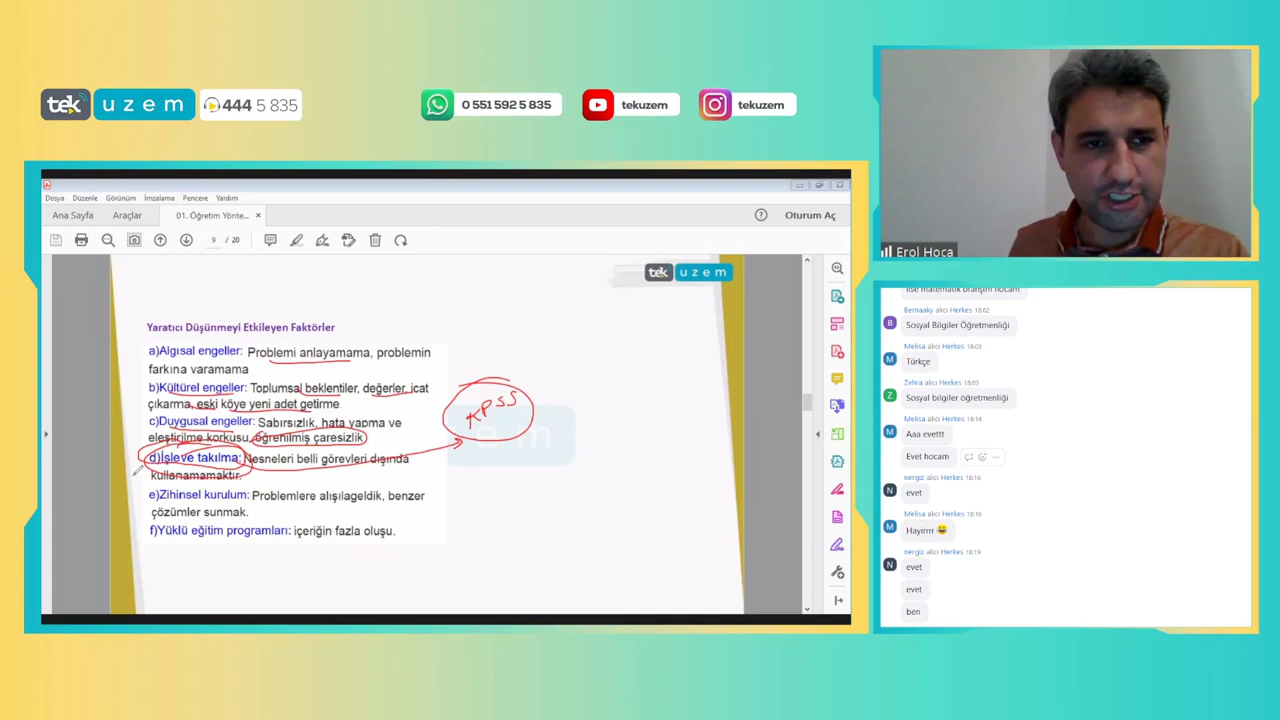 tek uzem 444 5 835
0 551 592 5 835
tekuzem
tekuzem
Dosya Düzenle Görünüm İmzalama Pencere Yardım
Ana Sayfa Araçlar 01. Öğretim Yönte... × Oturum Aç
9 / 20
tek uzem
Yaratıcı Düşünmeyi Etkileyen Faktörler
a)Algısal engeller: Problemi anlayamama, problemin
farkına varamama
b)Kültürel engeller: Toplumsal beklentiler, değerler, icat
çıkarma, eski köye yeni adet getirme
c)Duygusal engeller: Sabırsızlık, hata yapma ve
eleştirilme korkusu, öğrenilmiş çaresizlik
d)İşleve takılma: Nesneleri belli görevleri dışında
kullanamamaktır.
e)Zihinsel kurulum: Problemlere alışılageldik, benzer
çözümler sunmak.
f)Yüklü eğitim programları: içeriğin fazla oluşu.
KPSS
Erol Hoca
lise matematik branşım hocam
Bernaaky alıcı Herkes 18:02
B
Sosyal Bilgiler Öğretmenliği
Melisa alıcı Herkes 18:03
M
Türkçe
Zehra alıcı Herkes 18:03
Z
Sosyal bilgiler öğretmenliği
Melisa alıcı Herkes 18:14
M
Aaa evettt
Evet hocam
nergiz alıcı Herkes 18:16
N
evet
Melisa alıcı Herkes 18:16
M
Hayirrrr
nergiz alıcı Herkes 18:19
N
evet
evet
ben